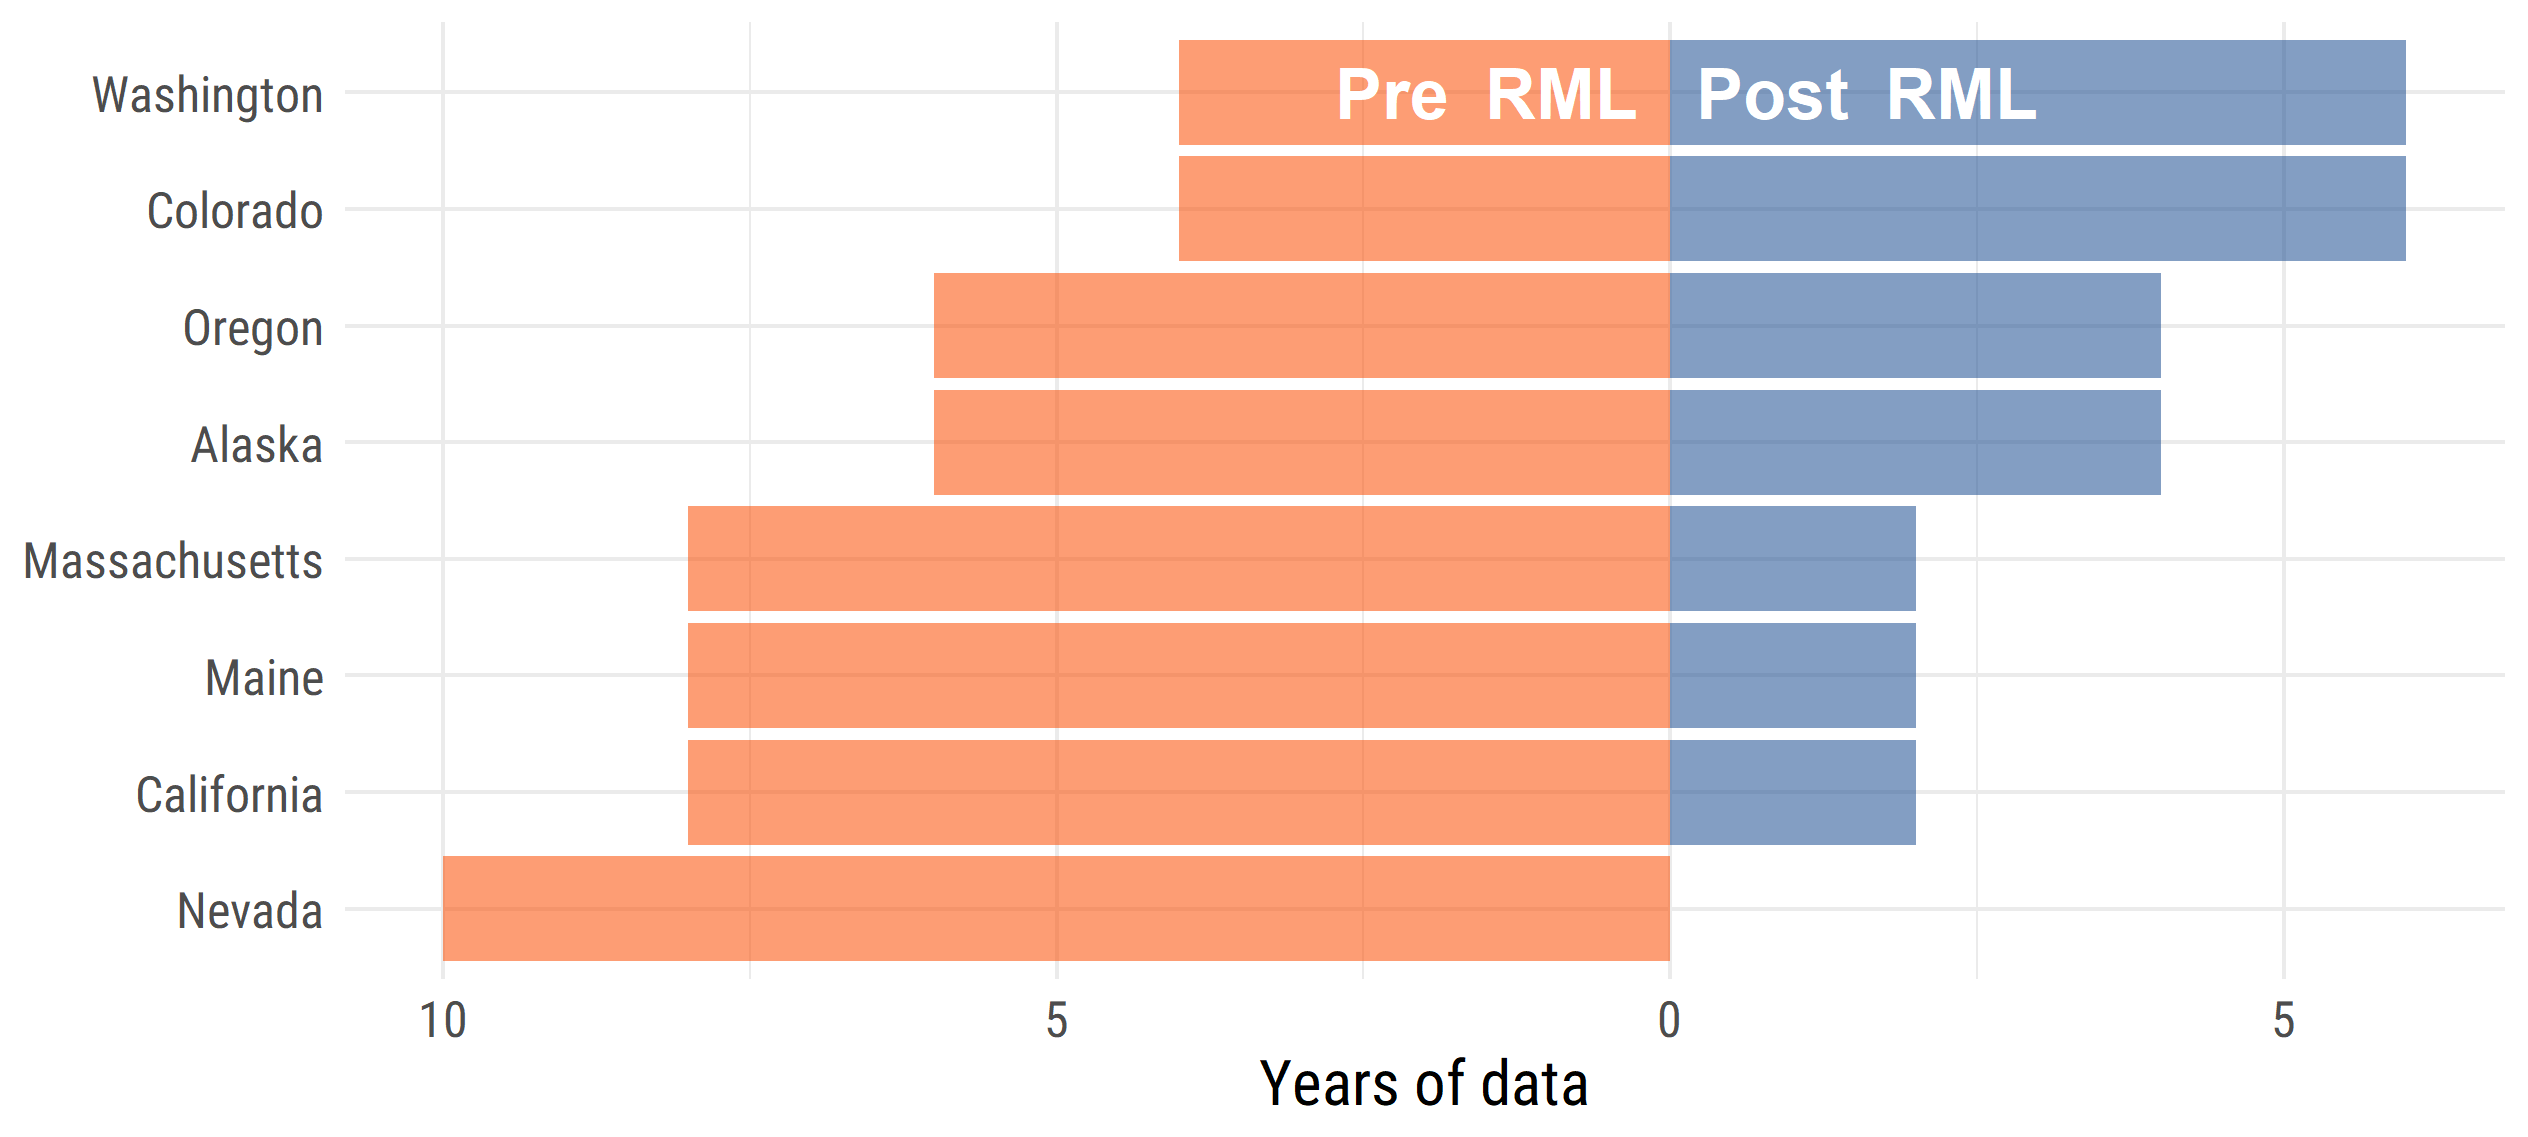 Washington
Pre RML Post RML
Colorado
Oregon
Alaska
Massachusetts
Maine
California
Nevada
10 5 0 5
Years of data